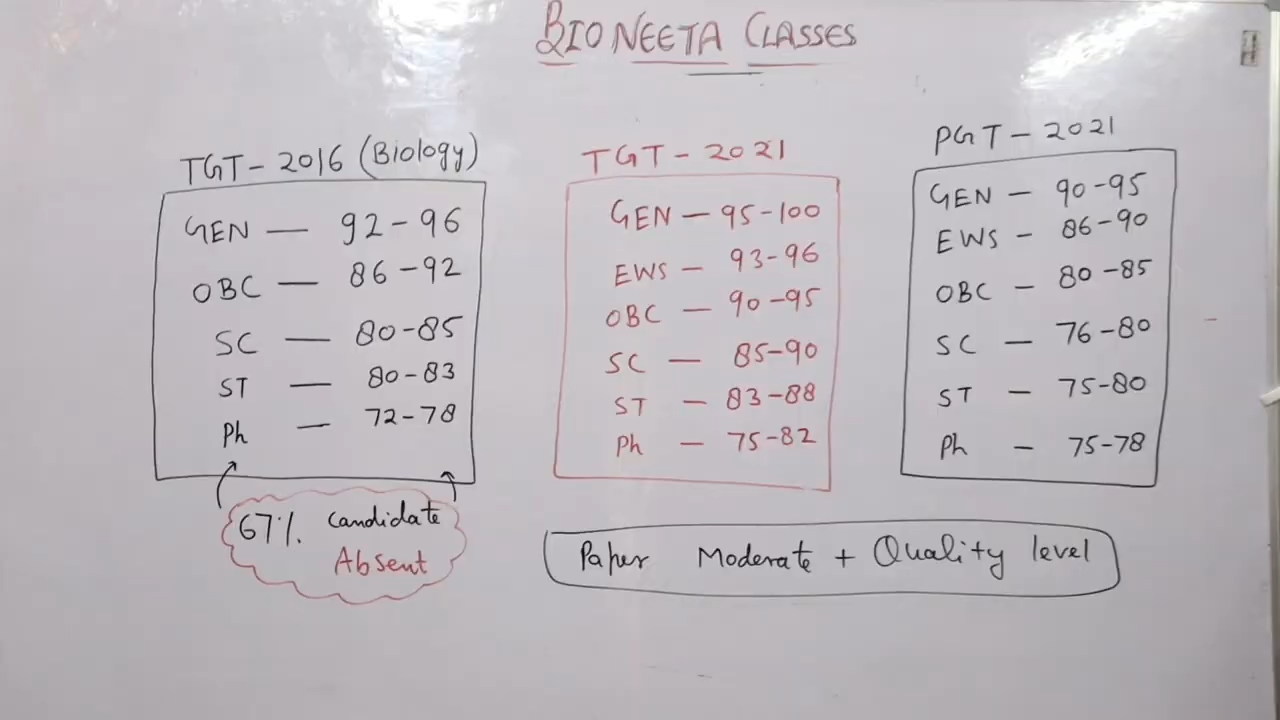 BIO NEETA CLASSES
TGT - 2016 (Biology)
GEN — 92-96
OBC — 86-92
SC — 80-85
ST — 80-83
Ph — 72-78
67% Candidate
Absent
TGT - 2021
GEN — 95-100
EWS — 93-96
OBC — 90-95
SC — 85-90
ST — 83-88
Ph — 75-82
PGT - 2021
GEN — 90-95
EWS — 86-90
OBC — 80-85
SC — 76-80
ST — 75-80
Ph — 75-78
Paper Moderate + Quality level